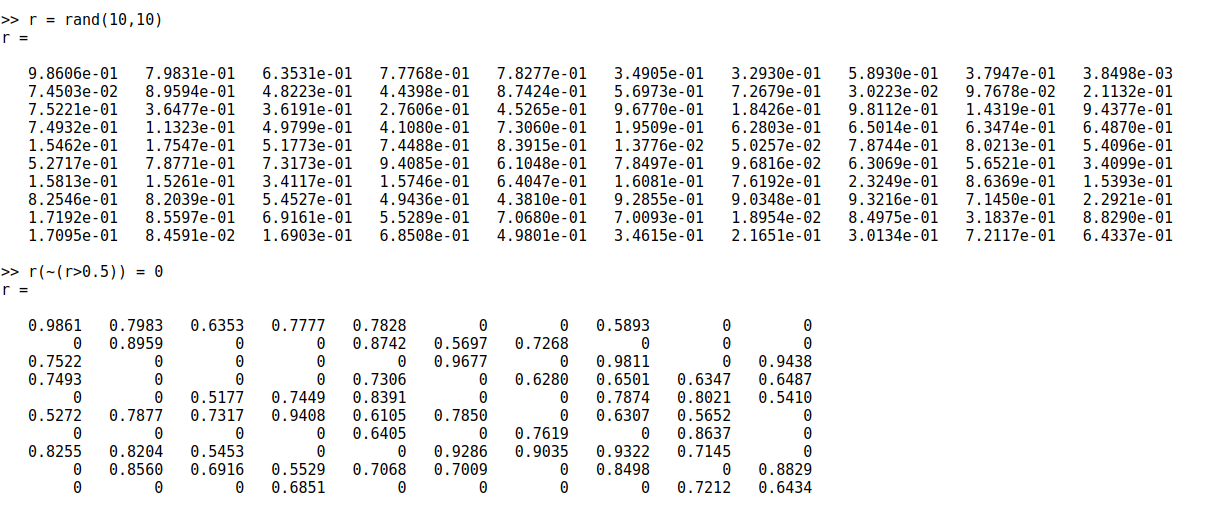 >> r = rand(10,10)
r =
9.8606e-01 7.9831e-01 6.3531e-01 7.7768e-01 7.8277e-01 3.4905e-01 3.2930e-01 5.8930e-01 3.7947e-01 3.8498e-03
7.4503e-02 8.9594e-01 4.8223e-01 4.4398e-01 8.7424e-01 5.6973e-01 7.2679e-01 3.0223e-02 9.7678e-02 2.1132e-01
7.5221e-01 3.6477e-01 3.6191e-01 2.7606e-01 4.5265e-01 9.6770e-01 1.8426e-01 9.8112e-01 1.4319e-01 9.4377e-01
7.4932e-01 1.1323e-01 4.9799e-01 4.1080e-01 7.3060e-01 1.9509e-01 6.2803e-01 6.5014e-01 6.3474e-01 6.4870e-01
1.5462e-01 1.7547e-01 5.1773e-01 7.4488e-01 8.3915e-01 1.3776e-02 5.0257e-02 7.8744e-01 8.0213e-01 5.4096e-01
5.2717e-01 7.8771e-01 7.3173e-01 9.4085e-01 6.1048e-01 7.8497e-01 9.6816e-02 6.3069e-01 5.6521e-01 3.4099e-01
1.5813e-01 1.5261e-01 3.4117e-01 1.5746e-01 6.4047e-01 1.6081e-01 7.6192e-01 2.3249e-01 8.6369e-01 1.5393e-01
8.2546e-01 8.2039e-01 5.4527e-01 4.9436e-01 4.3810e-01 9.2855e-01 9.0348e-01 9.3216e-01 7.1450e-01 2.2921e-01
1.7192e-01 8.5597e-01 6.9161e-01 5.5289e-01 7.0680e-01 7.0093e-01 1.8954e-02 8.4975e-01 3.1837e-01 8.8290e-01
1.7095e-01 8.4591e-02 1.6903e-01 6.8508e-01 4.9801e-01 3.4615e-01 2.1651e-01 3.0134e-01 7.2117e-01 6.4337e-01
>> r(~(r>0.5)) = 0
r =
0.9861 0.7983 0.6353 0.7777 0.7828 0 0 0.5893 0 0
0 0.8959 0 0 0.8742 0.5697 0.7268 0 0 0
0.7522 0 0 0 0 0.9677 0 0.9811 0 0.9438
0.7493 0 0 0 0.7306 0 0.6280 0.6501 0.6347 0.6487
0 0 0.5177 0.7449 0.8391 0 0 0.7874 0.8021 0.5410
0.5272 0.7877 0.7317 0.9408 0.6105 0.7850 0 0.6307 0.5652 0
0 0 0 0 0.6405 0 0.7619 0 0.8637 0
0.8255 0.8204 0.5453 0 0 0.9286 0.9035 0.9322 0.7145 0
0 0.8560 0.6916 0.5529 0.7068 0.7009 0 0.8498 0 0.8829
0 0 0 0.6851 0 0 0 0 0.7212 0.6434